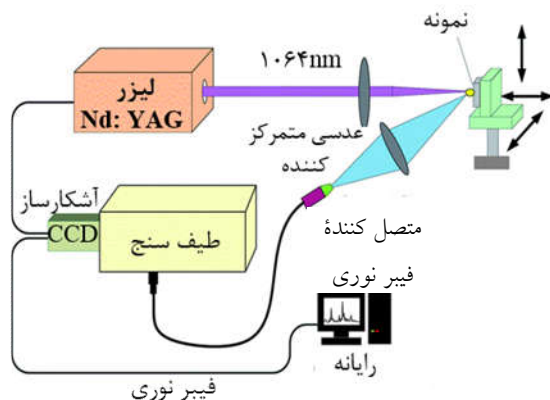 نمونه
۱۰۶۴nm
لیزر
Nd: YAG
عدسی متمرکز
کننده
آشکارساز
CCD
طیف سنج
متصل کنندهٔ
فیبر نوری
رایانه
فیبر نوری